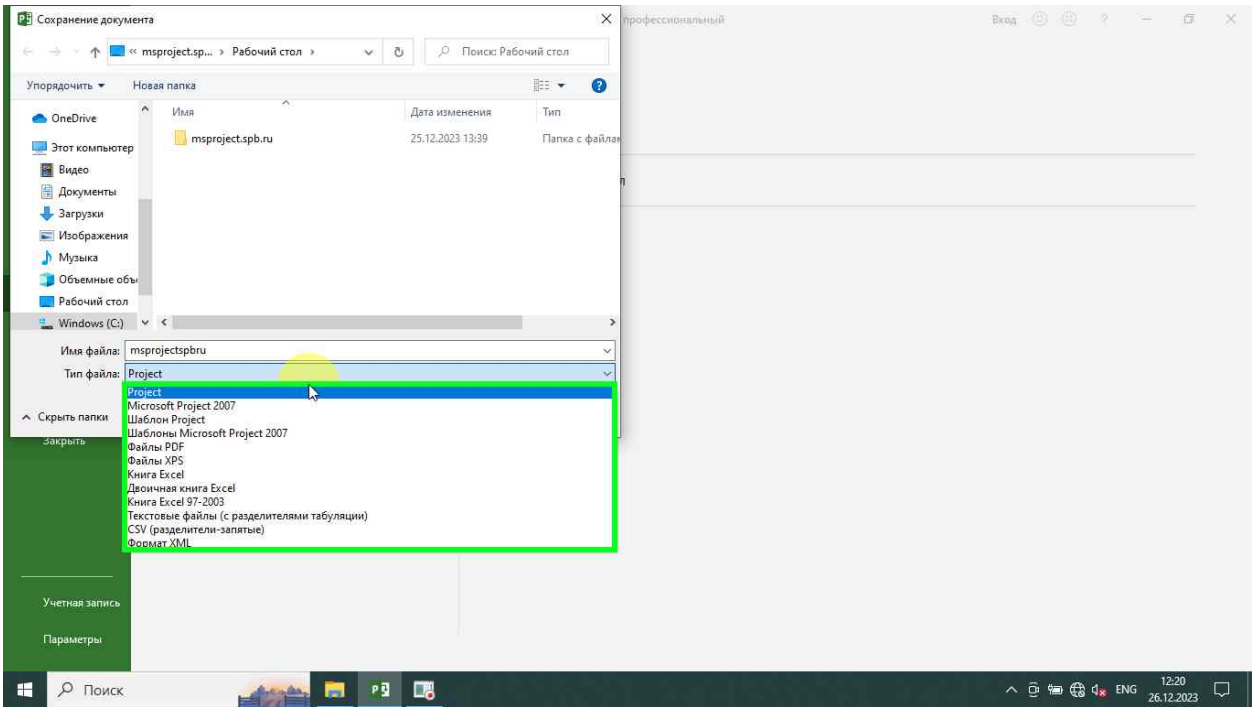 Сохранение документа
профессиональный
Вход
« msproject.sp... › Рабочий стол ›
Поиск: Рабочий стол
Упорядочить
Новая папка
Имя
Дата изменения
Тип
OneDrive
msproject.spb.ru
25.12.2023 13:39
Папка с файлам
Этот компьютер
Видео
Документы
Загрузки
Изображения
Музыка
Объемные объ
Рабочий стол
Windows (C:)
Имя файла: msprojectspbru
Тип файла: Project
Project
Microsoft Project 2007
Шаблон Project
Шаблоны Microsoft Project 2007
Файлы PDF
Файлы XPS
Книга Excel
Двоичная книга Excel
Книга Excel 97-2003
Текстовые файлы (с разделителями табуляции)
CSV (разделители-запятые)
Формат XML
Скрыть папки
Закрыть
Учетная запись
Параметры
Поиск
ENG
12:20
26.12.2023